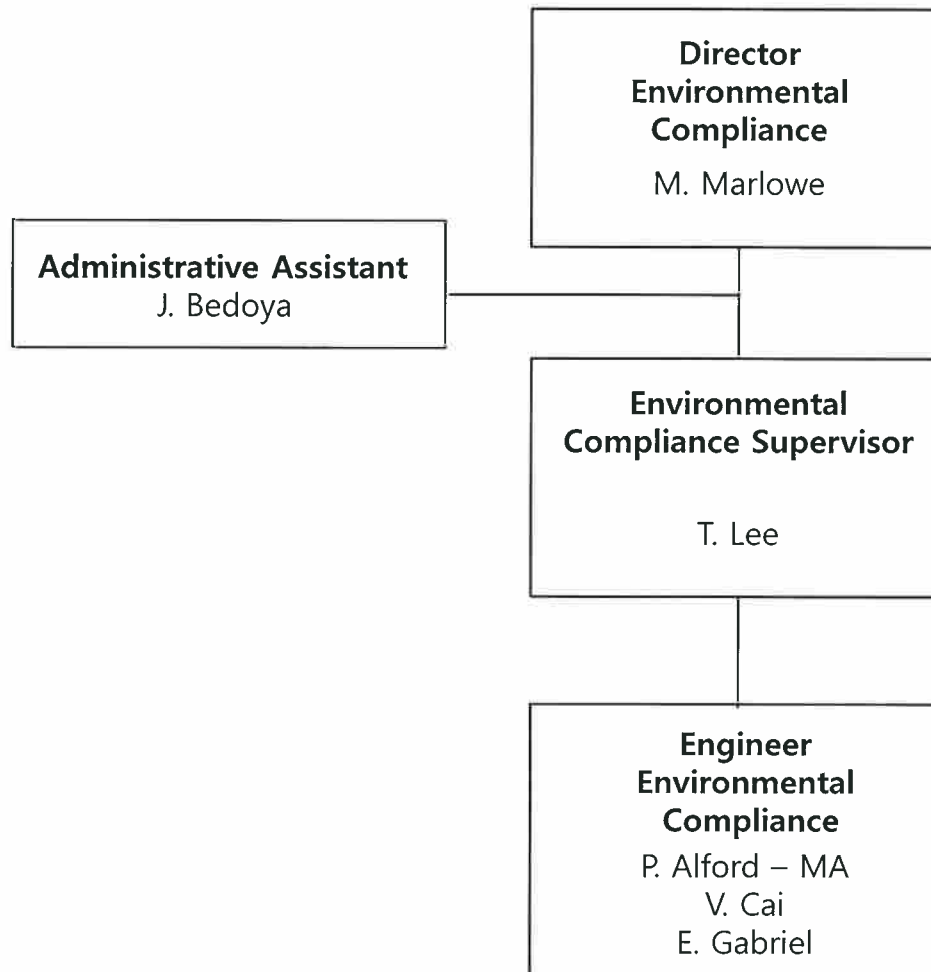 Director
Environmental
Compliance
M. Marlowe
Administrative Assistant
J. Bedoya
Environmental
Compliance Supervisor
T. Lee
Engineer
Environmental
Compliance
P. Alford – MA
V. Cai
E. Gabriel